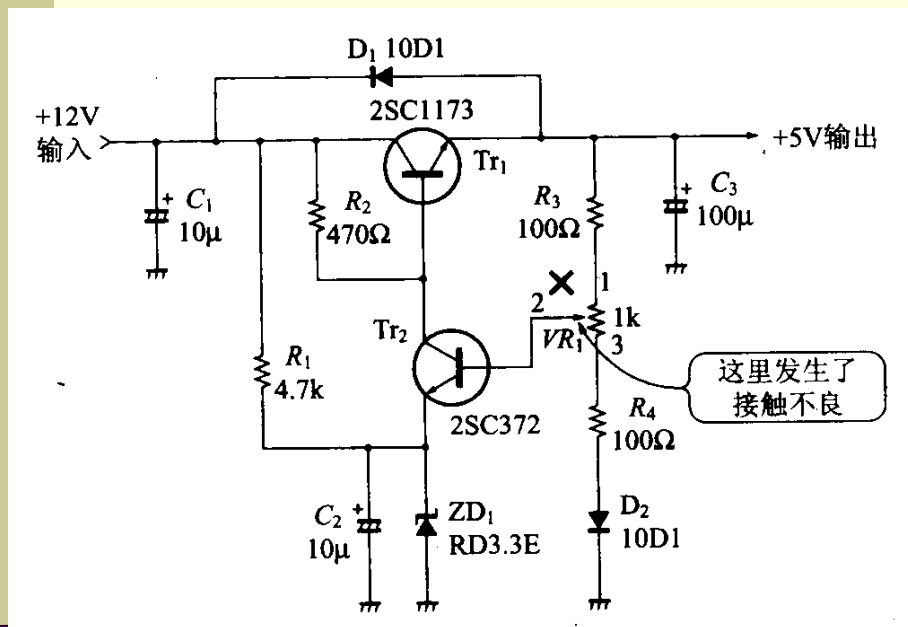 D₁ 10D1
+12V
输入
2SC1173
Tr₁
+5V输出
+ C₁
10μ
R₂
470Ω
R₃
100Ω
+ C₃
100μ
2
1
1k
VR₁
3
Tr₂
R₁
4.7k
2SC372
这里发生了
接触不良
R₄
100Ω
C₂ +
10μ
ZD₁
RD3.3E
D₂
10D1